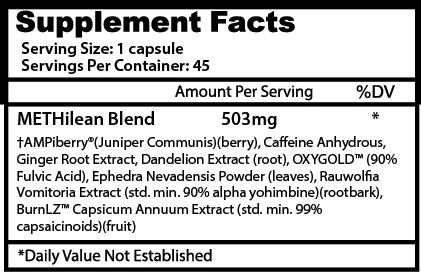 Supplement Facts
Serving Size: 1 capsule
Servings Per Container: 45
Amount Per Serving %DV
METHilean Blend 503mg *
†AMPiberry®(Juniper Communis)(berry), Caffeine Anhydrous,
Ginger Root Extract, Dandelion Extract (root), OXYGOLD™ (90%
Fulvic Acid), Ephedra Nevadensis Powder (leaves), Rauwolfia
Vomitoria Extract (std. min. 90% alpha yohimbine)(rootbark),
BurnLZ™ Capsicum Annuum Extract (std. min. 99%
capsaicinoids)(fruit)
*Daily Value Not Established